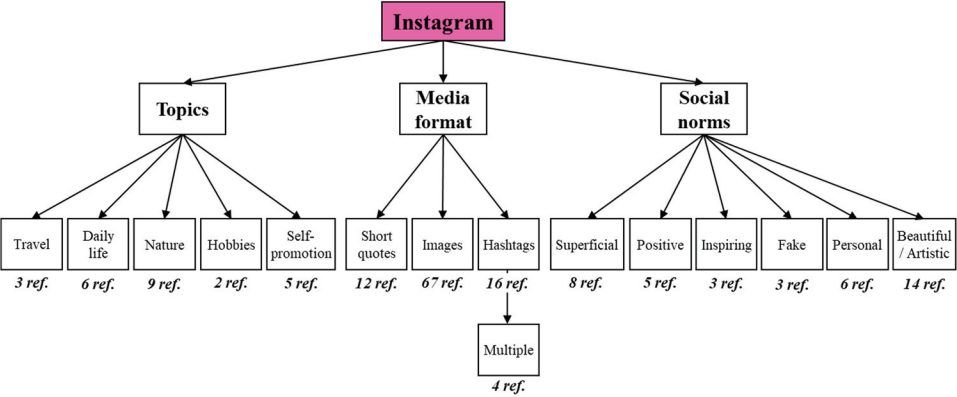 Instagram
Topics
Media
format
Social
norms
Travel
Daily
life
Nature
Hobbies
Self-
promotion
Short
quotes
Images
Hashtags
Superficial
Positive
Inspiring
Fake
Personal
Beautiful
/ Artistic
3 ref.
6 ref.
9 ref.
2 ref.
5 ref.
12 ref.
67 ref.
16 ref.
8 ref.
5 ref.
3 ref.
3 ref.
6 ref.
14 ref.
Multiple
4 ref.